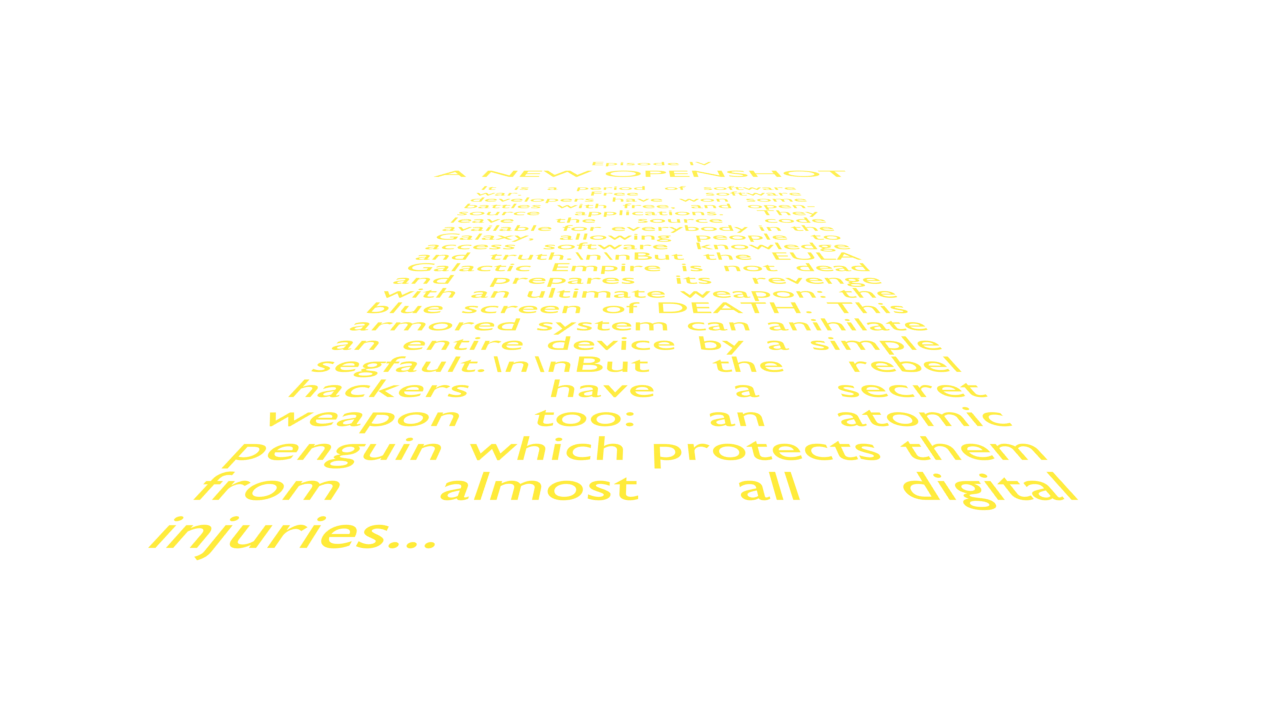 Episode IV
A NEW OPENSHOT
It is a period of software
war. Free software
developers have won some
battles with free, and open-
source applications. They
leave the source code
available for everybody in the
Galaxy, allowing people to
access software knowledge
and truth.\n\nBut the EULA
Galactic Empire is not dead
and prepares its revenge
with an ultimate weapon: the
blue screen of DEATH. This
armored system can anihilate
an entire device by a simple
segfault.\n\nBut the rebel
hackers have a secret
weapon too: an atomic
penguin which protects them
from almost all digital
injuries...